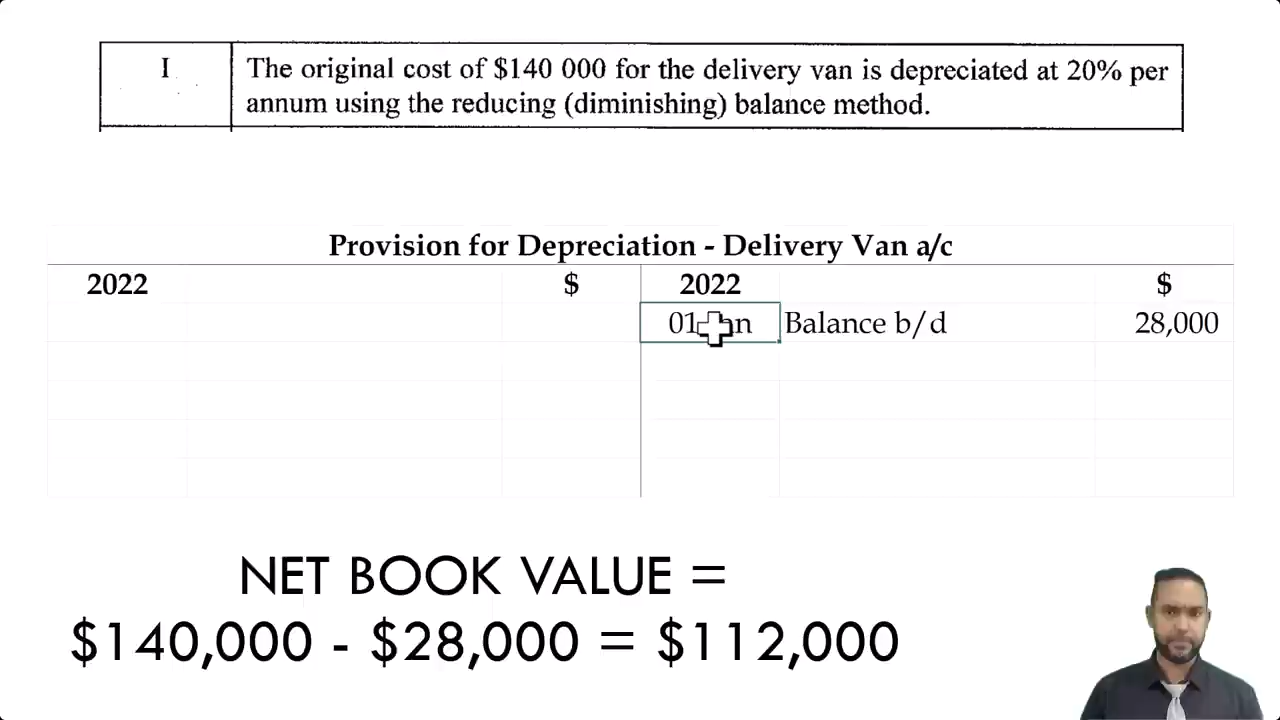 I
The original cost of $140 000 for the delivery van is depreciated at 20% per
annum using the reducing (diminishing) balance method.
Provision for Depreciation - Delivery Van a/c
2022 $ 2022 $
Balance b/d 28,000
NET BOOK VALUE =
$140,000 - $28,000 = $112,000